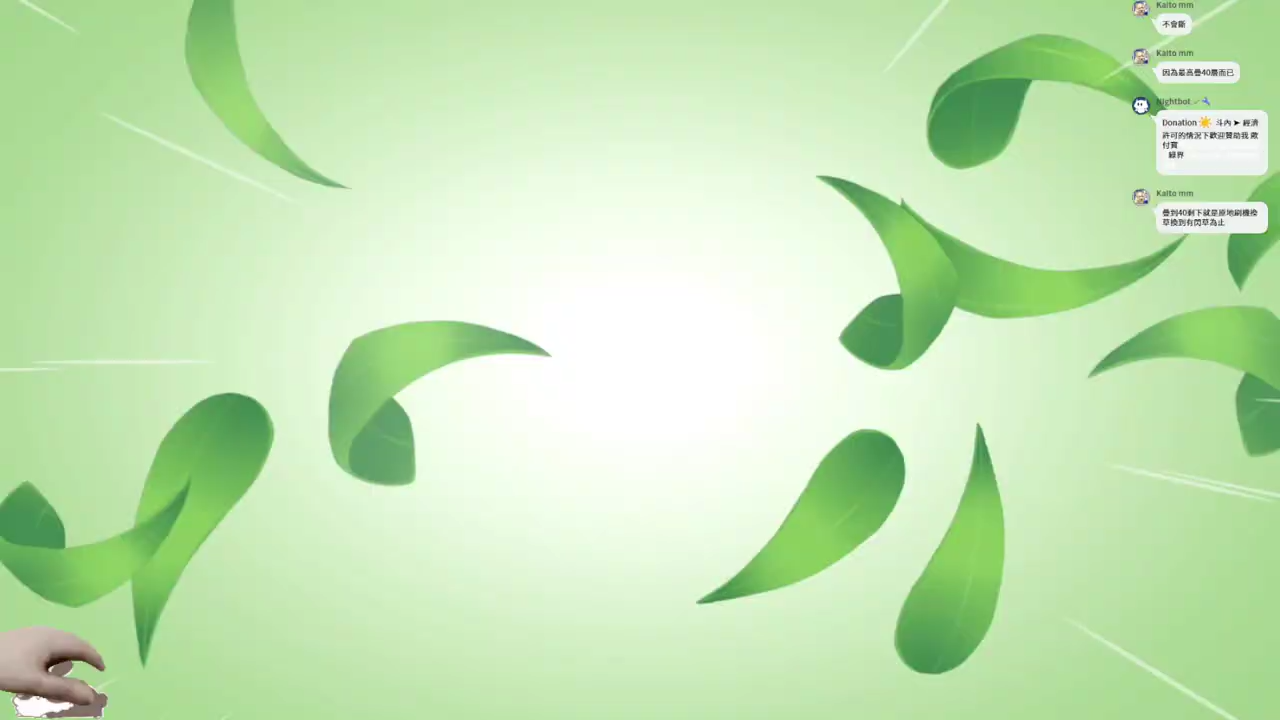 Kaito mm
不會斷
Kaito mm
因為最高疊40層而已
Nightbot
Donation ☀️ 斗內 ➤ 經濟
許可的情況下歡迎贊助我 歐
付寶
綠界
Kaito mm
疊到40剩下就是原地刷機換
草換到有閃草為止